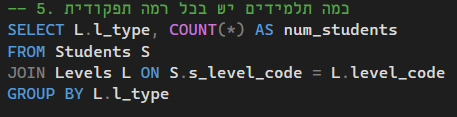 -- 5. כמה תלמידים יש בכל רמה תפקודית
SELECT L.l_type, COUNT(*) AS num_students
FROM Students S
JOIN Levels L ON S.s_level_code = L.level_code
GROUP BY L.l_type